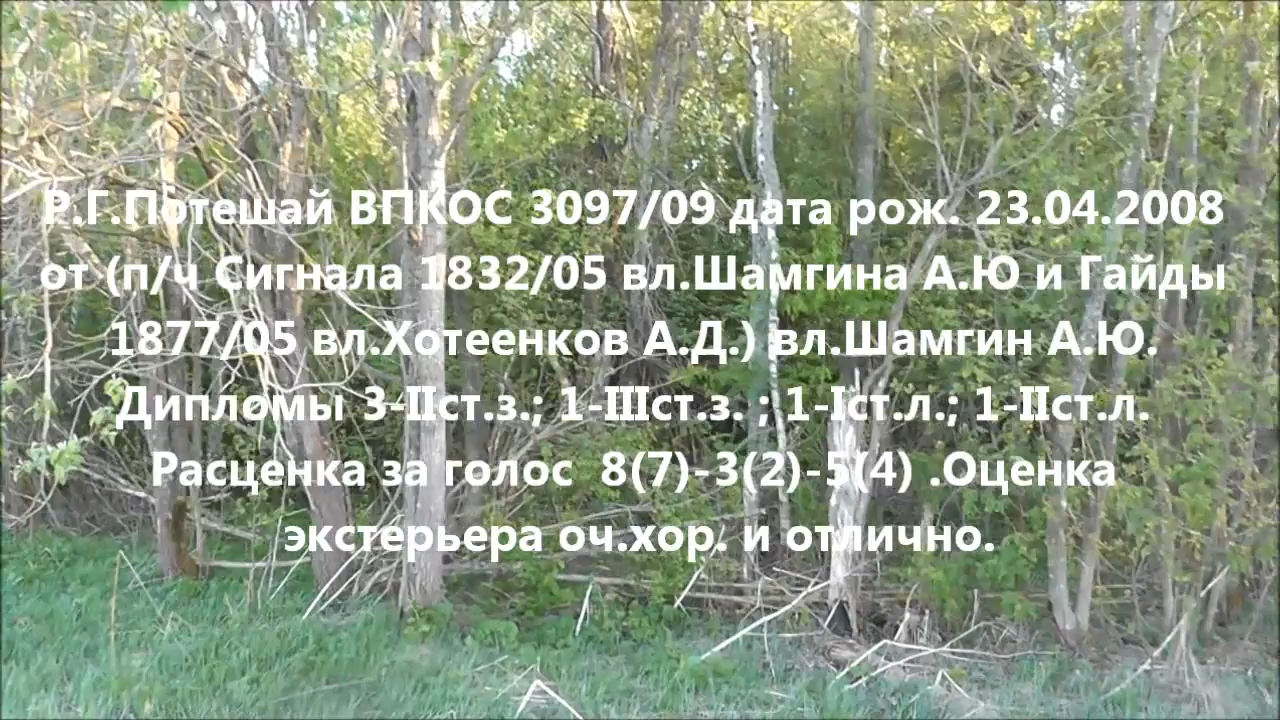 Р.Г.Потешай ВПКОС 3097/09 дата рож. 23.04.2008
от (п/ч Сигнала 1832/05 вл.Шамгина А.Ю и Гайды
1877/05 вл.Хотеенков А.Д.) вл.Шамгин А.Ю.
Дипломы 3-IIст.з.; 1-IIIст.з. ; 1-Iст.л.; 1-IIст.л.
Расценка за голос 8(7)-3(2)-5(4) .Оценка
экстерьера оч.хор. и отлично.